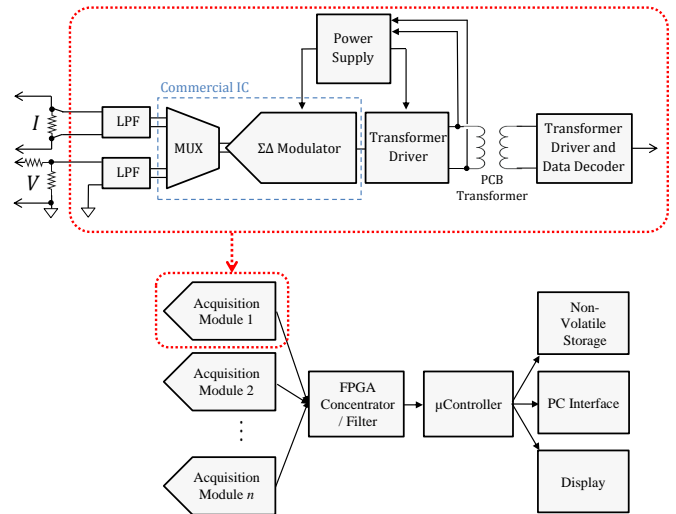 Power
Supply
Commercial IC
I
LPF
MUX
ΣΔ Modulator
Transformer
Driver
Transformer
Driver and
Data Decoder
V
LPF
PCB
Transformer
Acquisition
Module 1
Non-
Volatile
Storage
Acquisition
Module 2
FPGA
Concentrator
/ Filter
μController
PC Interface
Acquisition
Module n
Display